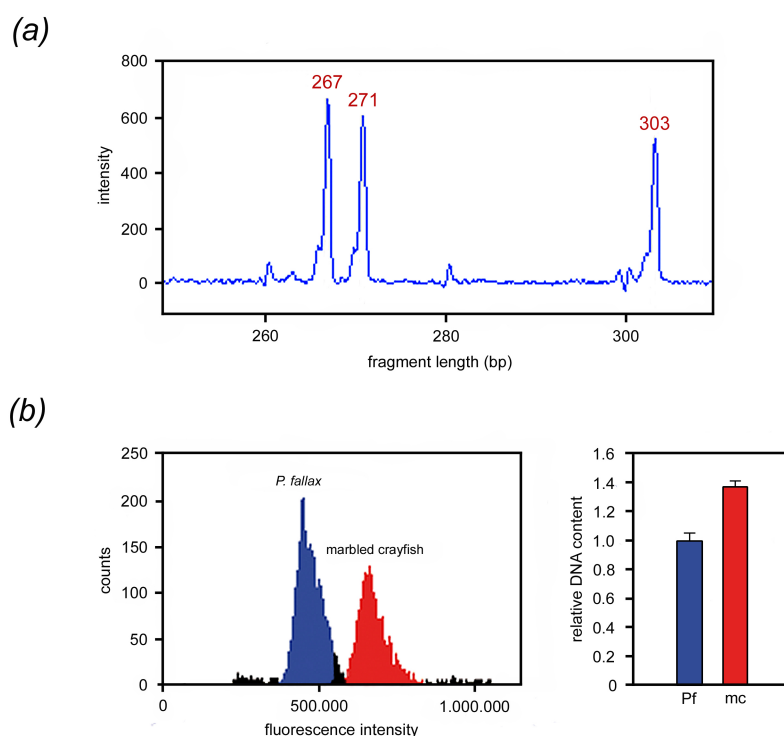 (a)
800
600
400
200
0
intensity
267
271
303
260
280
300
fragment length (bp)
(b)
250
200
150
100
50
0
counts
P. fallax
marbled crayfish
0
500.000
1.000.000
fluorescence intensity
1.6
1.4
1.2
1.0
0.8
0.6
0.4
0.2
0
relative DNA content
Pf
mc